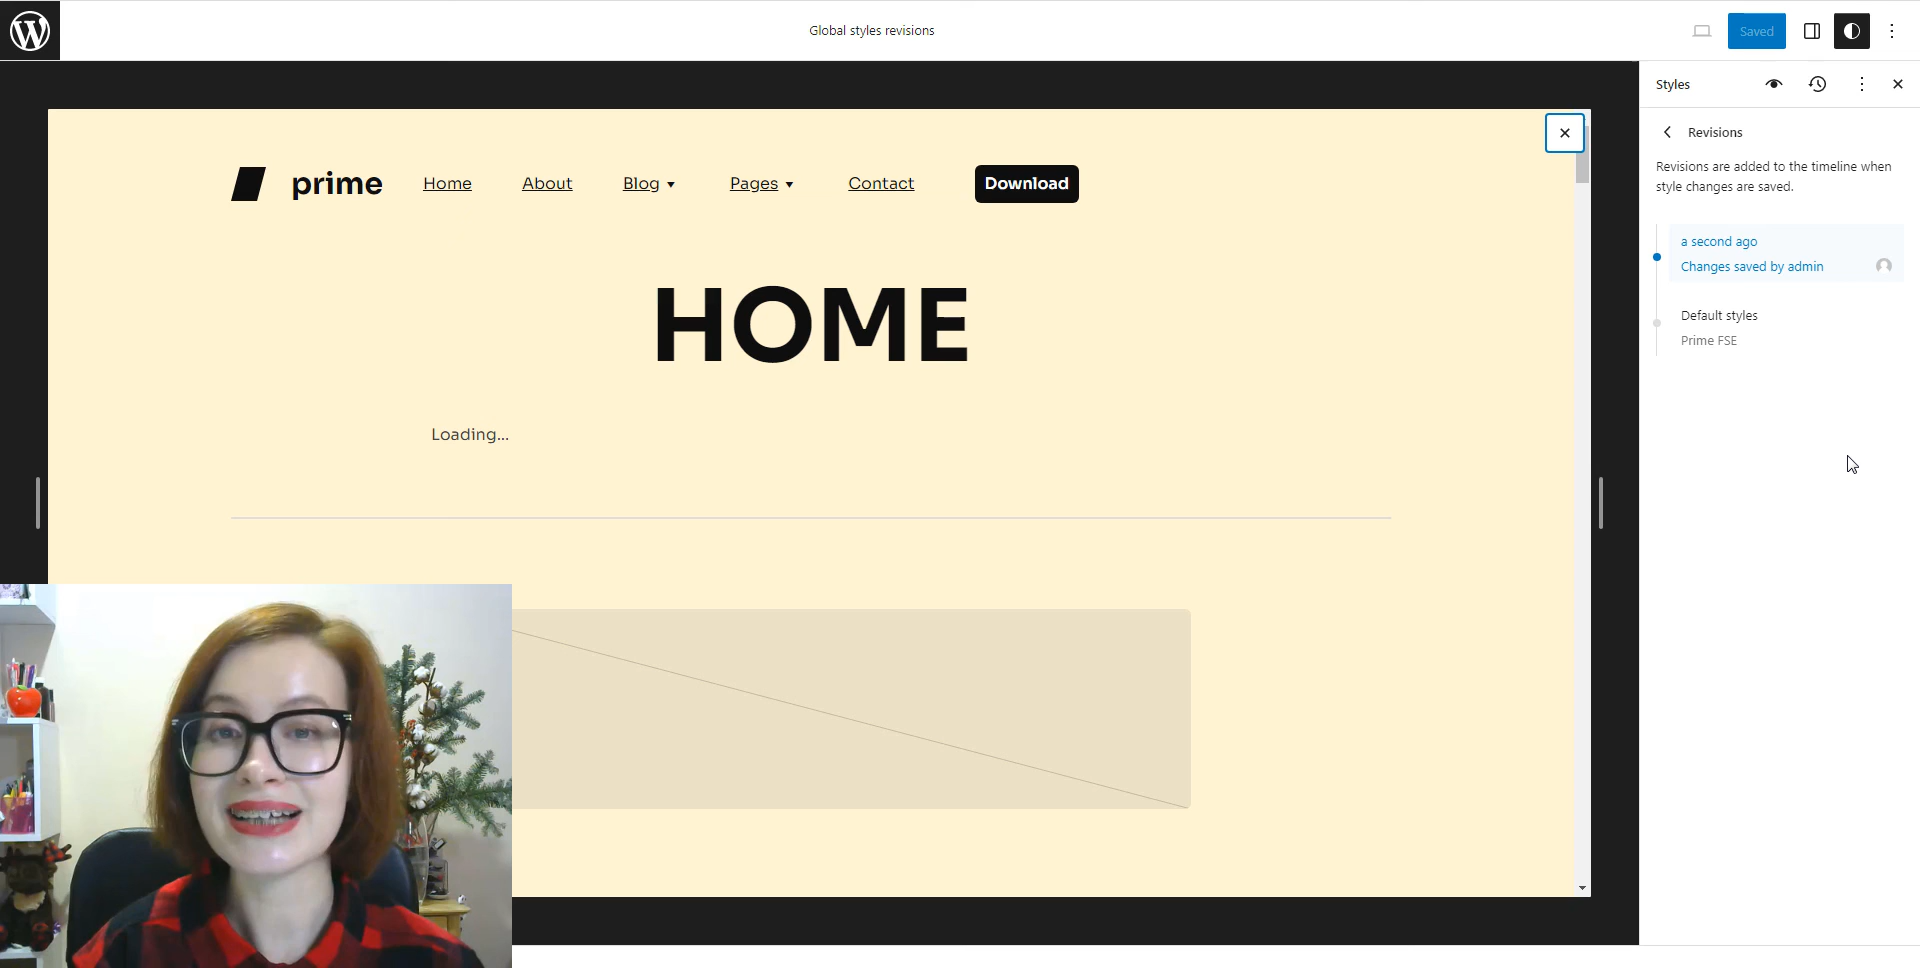 Global styles revisions
Saved
Styles
Revisions
Revisions are added to the timeline when
style changes are saved.
a second ago
Changes saved by admin
Default styles
Prime FSE
prime
Home
About
Blog
Pages
Contact
Download
HOME
Loading...